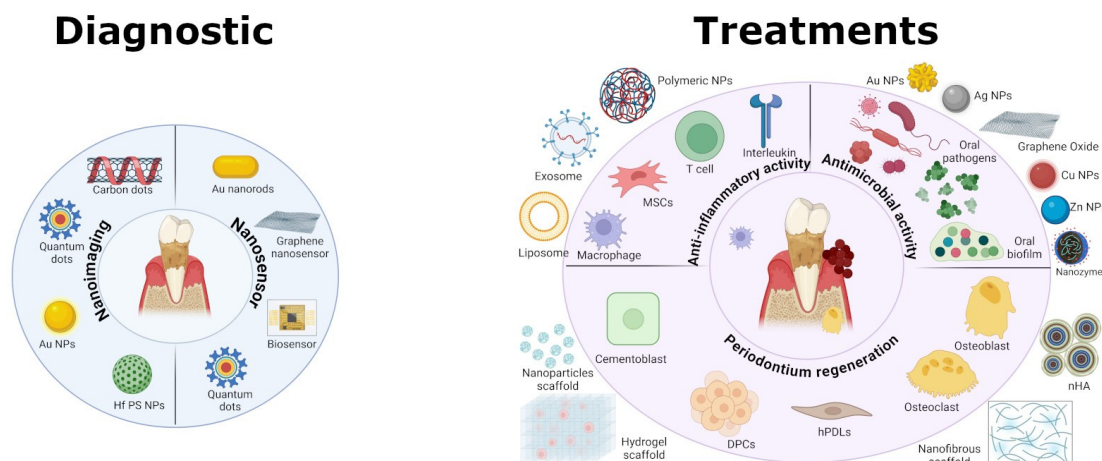 Diagnostic
Carbon dots
Au nanorods
Quantum
dots
Graphene
nanosensor
Nanoimaging
Nanosensor
Au NPs
Biosensor
Hf PS NPs
Quantum
dots
Treatments
Polymeric NPs
Au NPs
Ag NPs
Graphene Oxide
Exosome
T cell
Interleukin
Oral
pathogens
Cu NPs
MSCs
Zn NP
Liposome
Macrophage
Anti-inflammatory activity
Antimicrobial activity
Oral
biofilm
Nanozyme
Cementoblast
Osteoblast
Periodontium regeneration
Nanoparticles
scaffold
nHA
Osteoclast
DPCs
hPDLs
Hydrogel
scaffold
Nanofibrous
scaffold